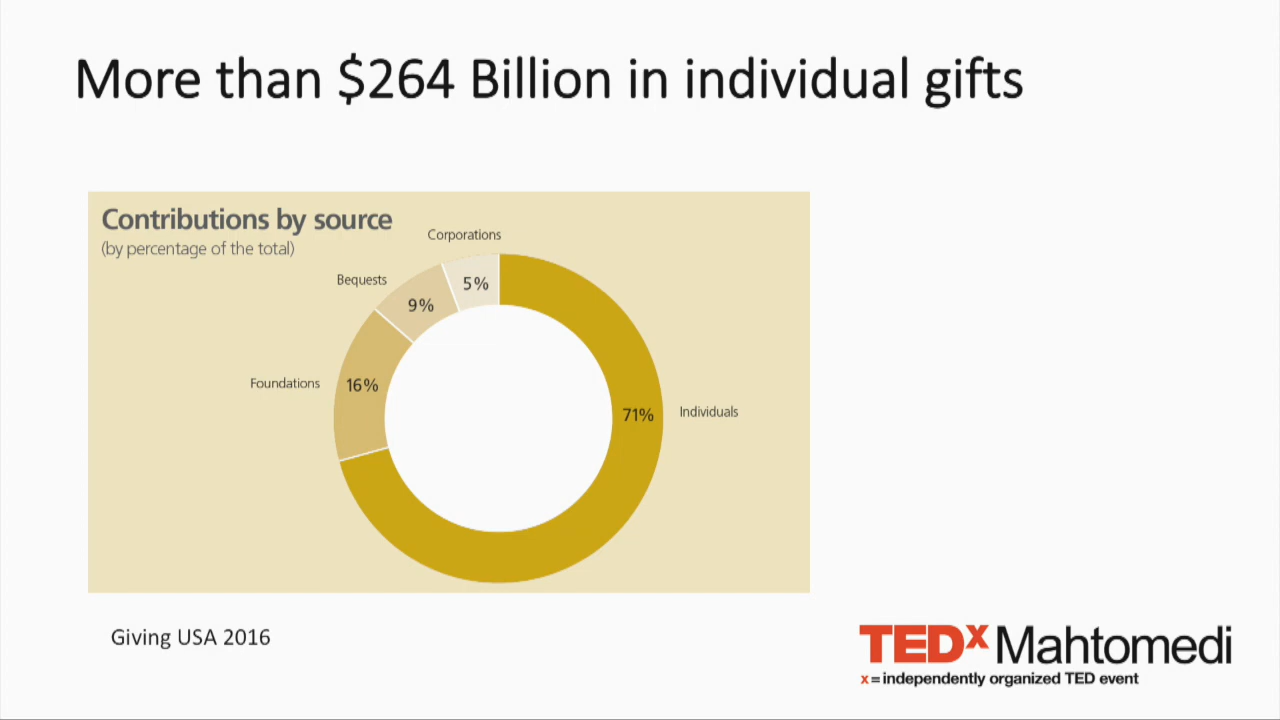 More than $264 Billion in individual gifts
Contributions by source
(by percentage of the total)
Corporations
5%
Bequests
9%
Foundations
16%
71%
Individuals
Giving USA 2016
TEDx Mahtomedi
x = independently organized TED event